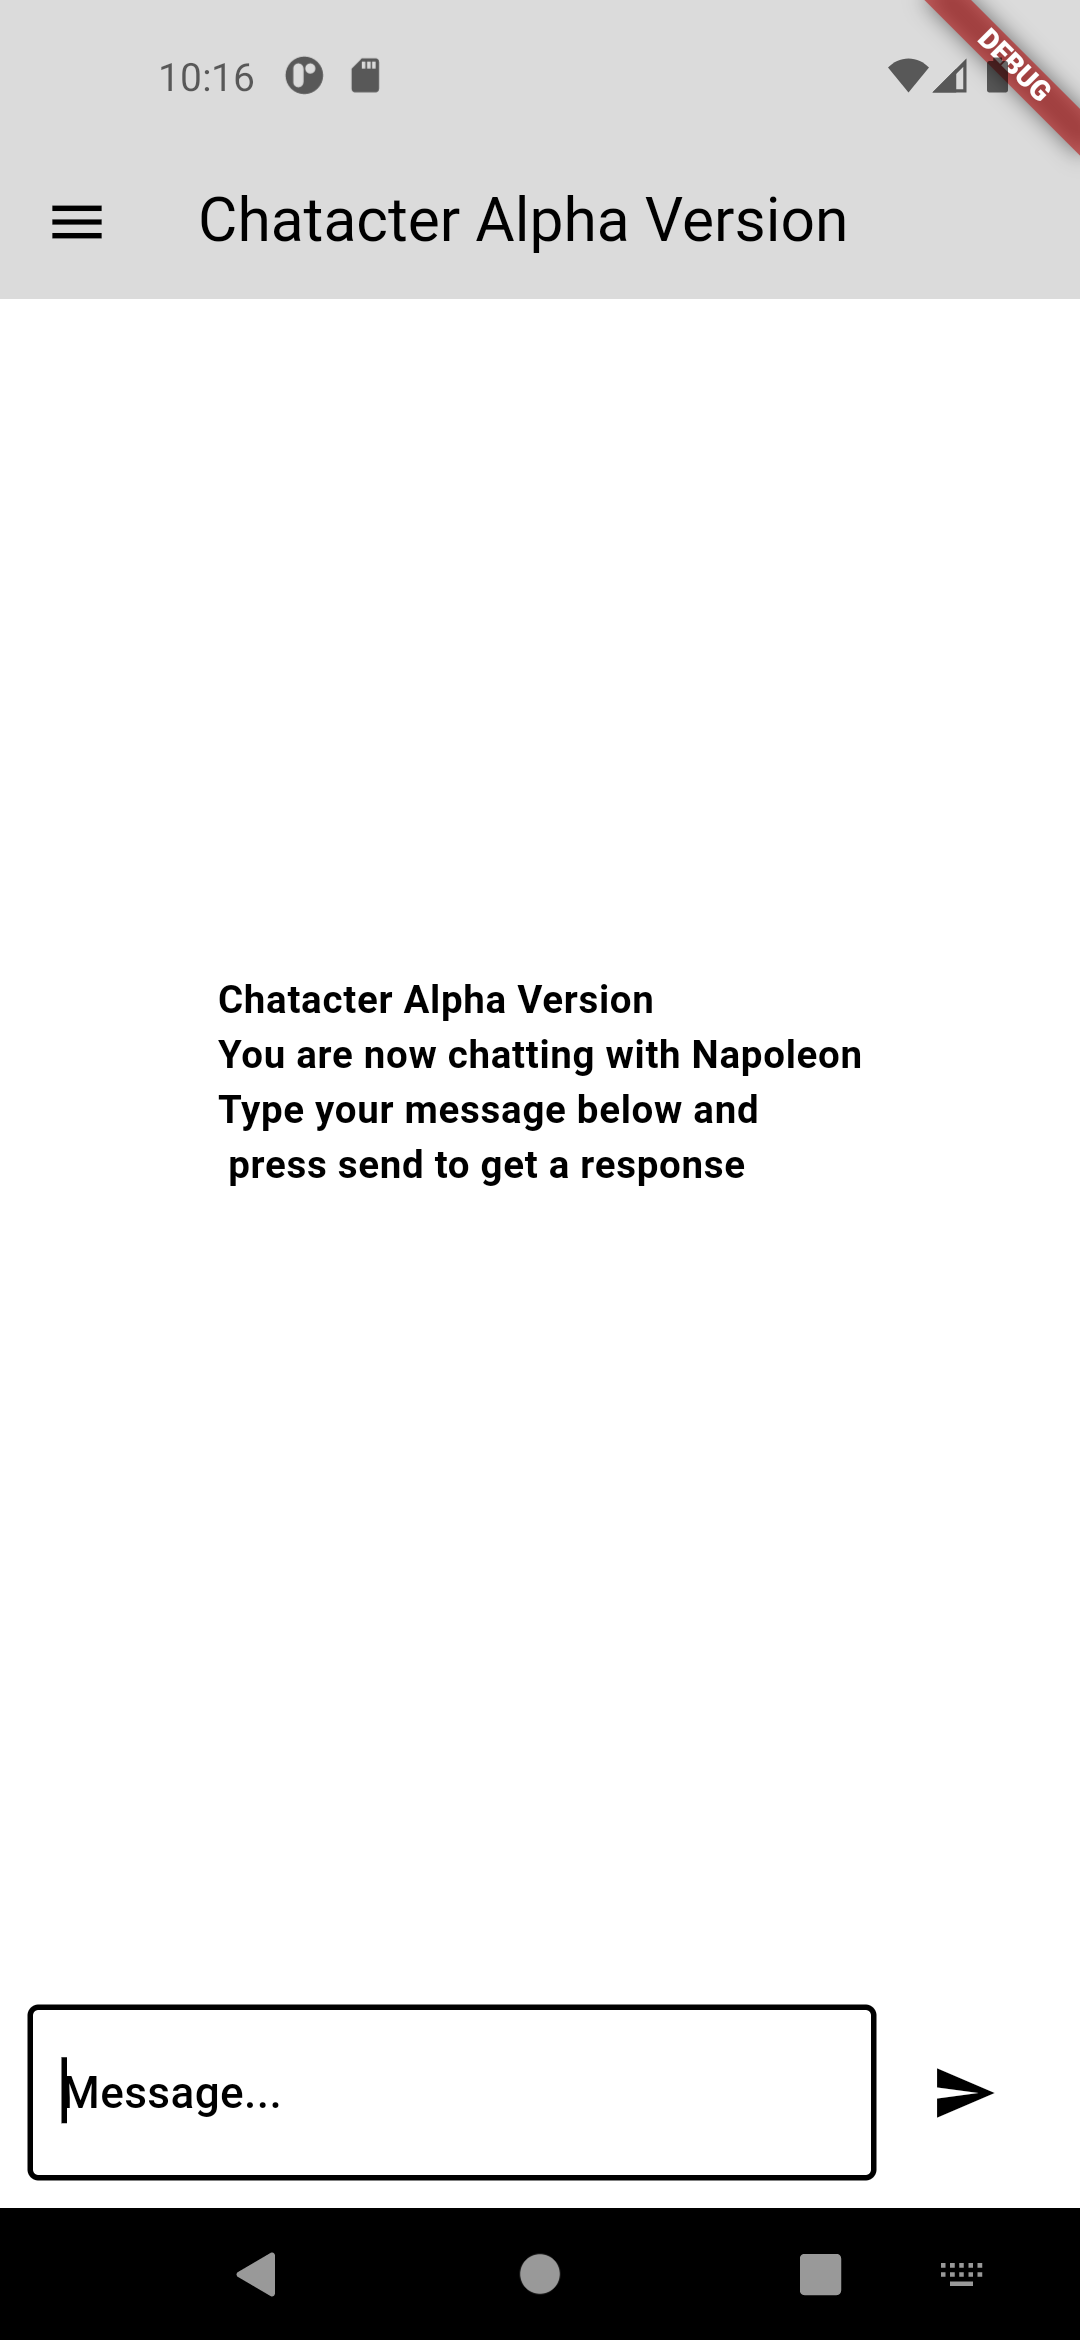 10:16
DEBUG
Chatacter Alpha Version
Chatacter Alpha Version
You are now chatting with Napoleon
Type your message below and
press send to get a response
Message...